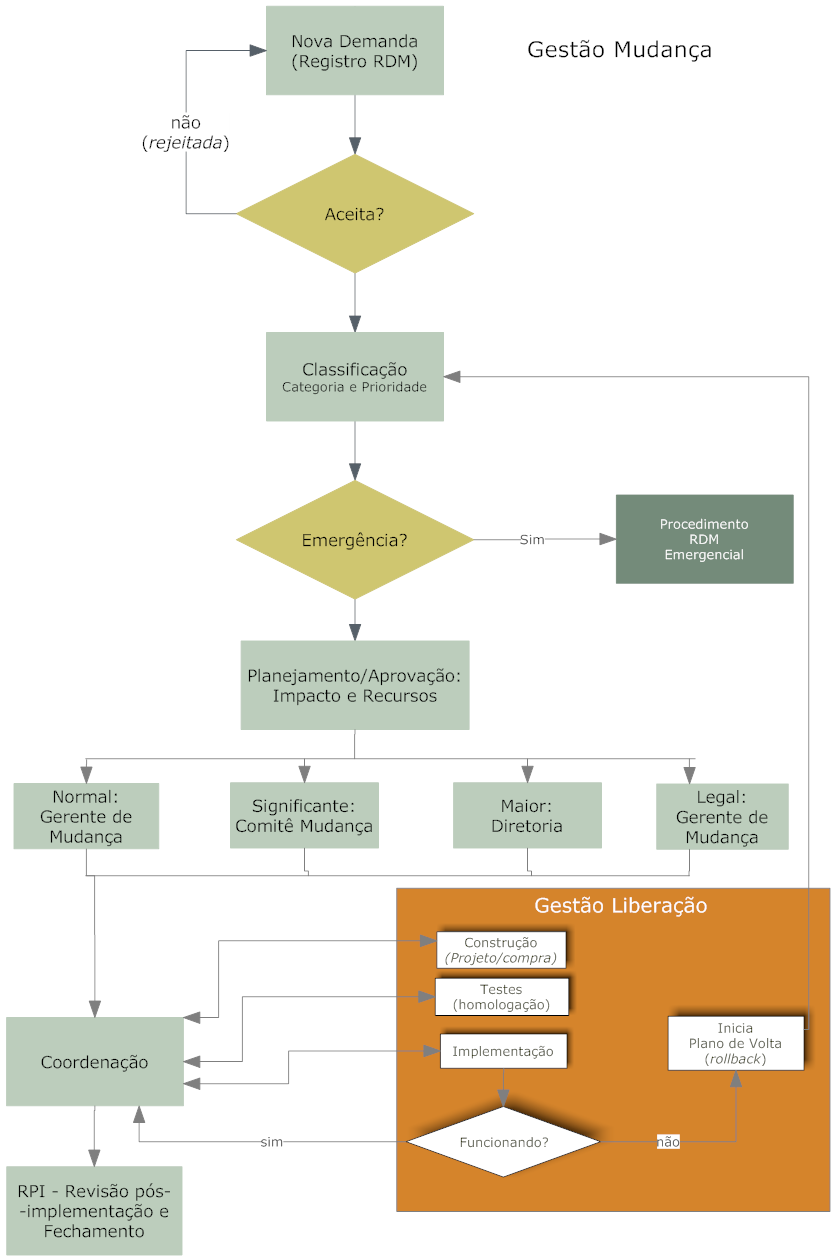 Nova Demanda
(Registro RDM)
Gestão Mudança
não
(rejeitada)
Aceita?
Classificação
Categoria e Prioridade
Emergência?
Sim
Procedimento
RDM
Emergencial
Planejamento/Aprovação:
Impacto e Recursos
Normal:
Gerente de
Mudança
Significante:
Comitê Mudança
Maior:
Diretoria
Legal:
Gerente de
Mudança
Gestão Liberação
Construção
(Projeto/compra)
Testes
(homologação)
Implementação
Inicia
Plano de Volta
(rollback)
Coordenação
Funcionando?
sim
não
RPI - Revisão pós-
-implementação e
Fechamento